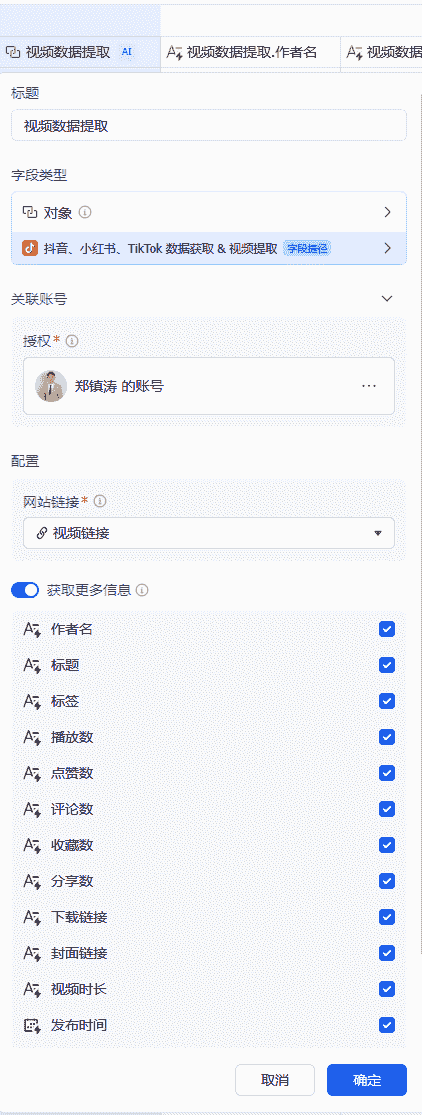 视频数据提取 AI 视频数据提取.作者名 视频数据
标题
视频数据提取
字段类型
对象
抖音、小红书、TikTok 数据获取 & 视频提取 字段捷径
关联账号
授权*
郑镇涛 的账号
配置
网站链接*
视频链接
获取更多信息
作者名
标题
标签
播放数
点赞数
评论数
收藏数
分享数
下载链接
封面链接
视频时长
发布时间
取消 确定